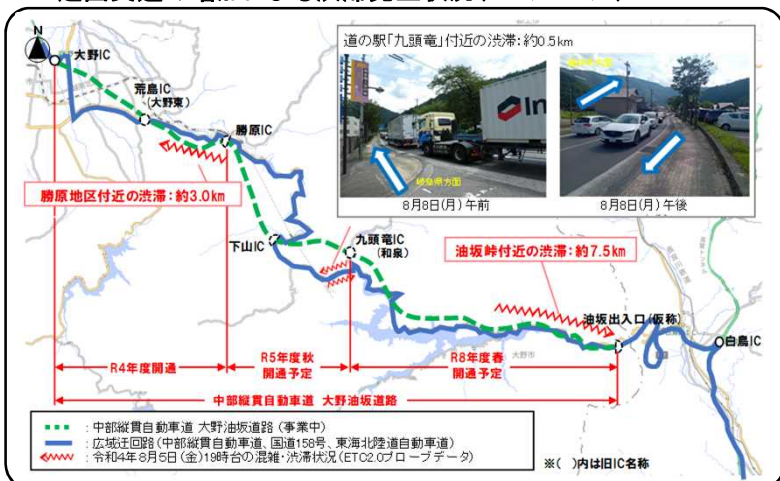 道の駅「九頭竜」付近の渋滞：約0.5km
岐阜県方面
8月8日(月)午前
8月8日(月)午後
N
大野IC
荒島IC
(大野東)
勝原IC
勝原地区付近の渋滞：約3.0km
下山IC
九頭竜IC
(和泉)
油坂峠付近の渋滞：約7.5km
油坂出入口(仮称)
白鳥IC
大野市
R4年度開通
R5年度秋
開通予定
R8年度春
開通予定
中部縦貫自動車道 大野油坂道路
：中部縦貫自動車道 大野油坂道路（事業中）
：広域迂回路（中部縦貫自動車道、国道158号、東海北陸道自動車道）
：令和4年8月5日(金)19時台の混雑・渋滞状況（ETC2.0プローブデータ）
※( )内は旧IC名称